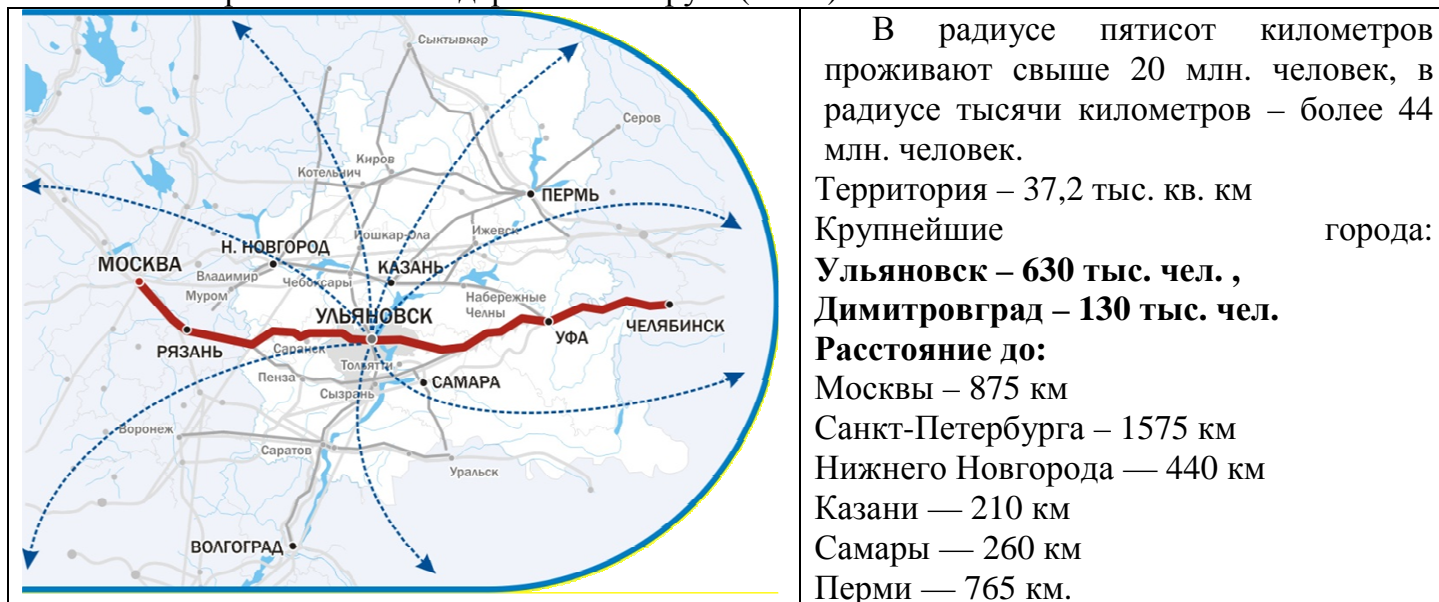 Сыктывкар
Серов
Киров
Котельнич
ПЕРМЬ
Йошкар-Ола
Ижевск
Н. НОВГОРОД
МОСКВА
Владимир
КАЗАНЬ
Чебоксары
Муром
Набережные
Челны
УЛЬЯНОВСК
ЧЕЛЯБИНСК
УФА
РЯЗАНЬ
Саранск
Тольятти
Пенза
САМАРА
Сызрань
Воронеж
Саратов
Уральск
ВОЛГОГРАД
В радиусе пятисот километров
проживают свыше 20 млн. человек, в
радиусе тысячи километров – более 44
млн. человек.
Территория – 37,2 тыс. кв. км
Крупнейшие города:
Ульяновск – 630 тыс. чел. ,
Димитровград – 130 тыс. чел.
Расстояние до:
Москвы – 875 км
Санкт-Петербурга – 1575 км
Нижнего Новгорода — 440 км
Казани — 210 км
Самары — 260 км
Перми — 765 км.